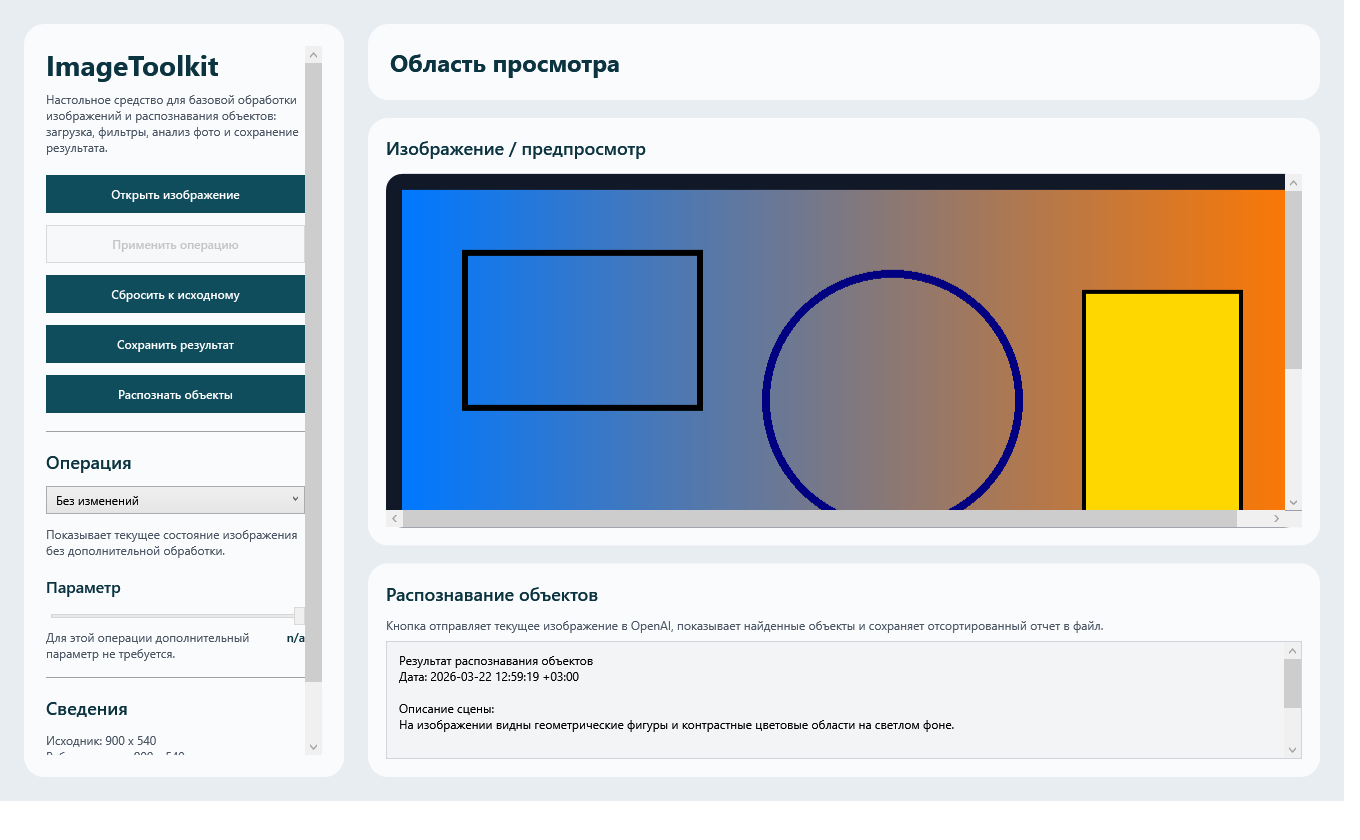 ImageToolkit
Настольное средство для базовой обработки
изображений и распознавания объектов:
загрузка, фильтры, анализ фото и сохранение
результата.
Открыть изображение
Применить операцию
Сбросить к исходному
Сохранить результат
Распознать объекты
Операция
Без изменений
Показывает текущее состояние изображения
без дополнительной обработки.
Параметр
Для этой операции дополнительный
параметр не требуется.
n/a
Сведения
Исходник: 900 x 540
Область просмотра
Изображение / предпросмотр
Распознавание объектов
Кнопка отправляет текущее изображение в OpenAI, показывает найденные объекты и сохраняет отсортированный отчет в файл.
Результат распознавания объектов
Дата: 2026-03-22 12:59:19 +03:00
Описание сцены:
На изображении видны геометрические фигуры и контрастные цветовые области на светлом фоне.